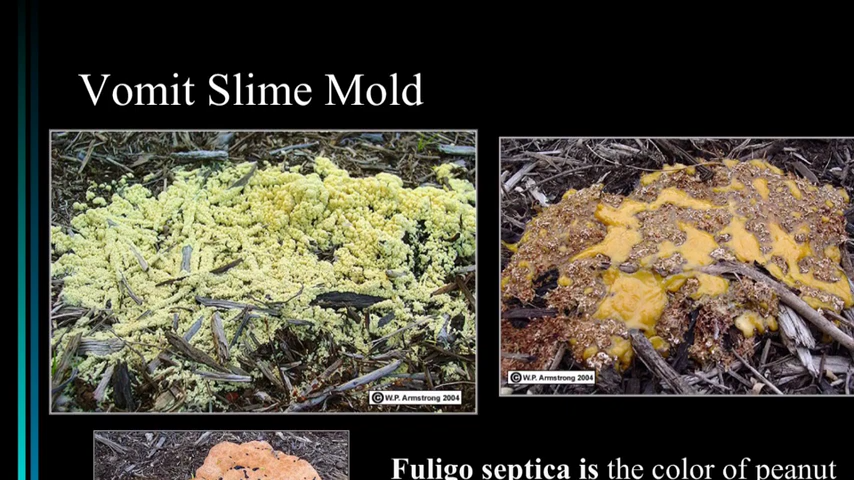 Vomit Slime Mold
© W.P. Armstrong 2004
© W.P. Armstrong 2004
Fuligo septica is the color of peanut